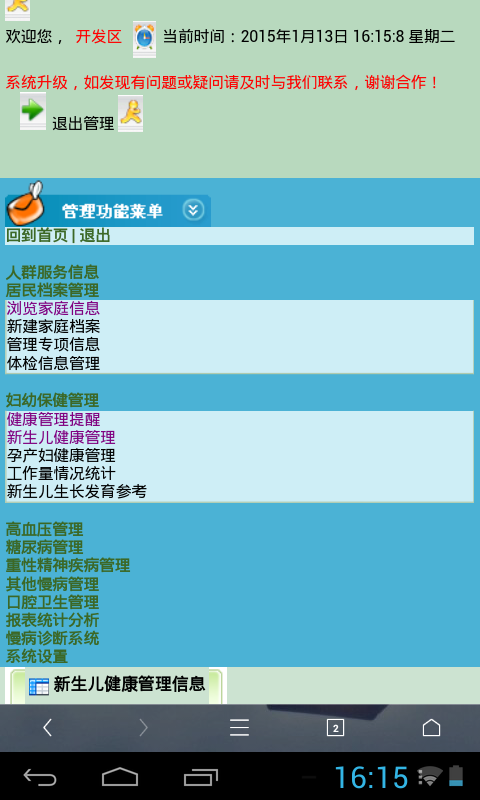 欢迎您， 开发区 当前时间：2015年1月13日 16:15:8 星期二
系统升级，如发现有问题或疑问请及时与我们联系，谢谢合作！
退出管理
管理功能菜单
回到首页 | 退出
人群服务信息
居民档案管理
浏览家庭信息
新建家庭档案
管理专项信息
体检信息管理
妇幼保健管理
健康管理提醒
新生儿健康管理
孕产妇健康管理
工作量情况统计
新生儿生长发育参考
高血压管理
糖尿病管理
重性精神疾病管理
其他慢病管理
口腔卫生管理
报表统计分析
慢病诊断系统
系统设置
新生儿健康管理信息
2
16:15